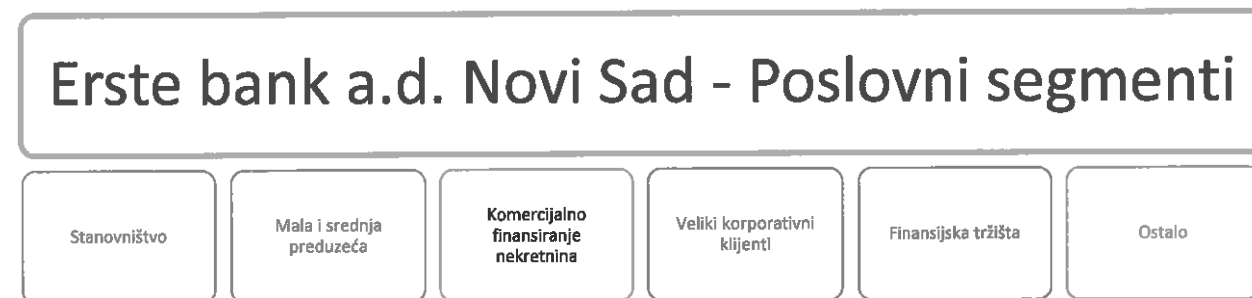 Erste bank a.d. Novi Sad - Poslovni segmenti
Stanovništvo
Mala i srednja
preduzeća
Komercijalno
finansiranje
nekretnina
Veliki korporativni
klijenti
Finansijska tržišta
Ostalo